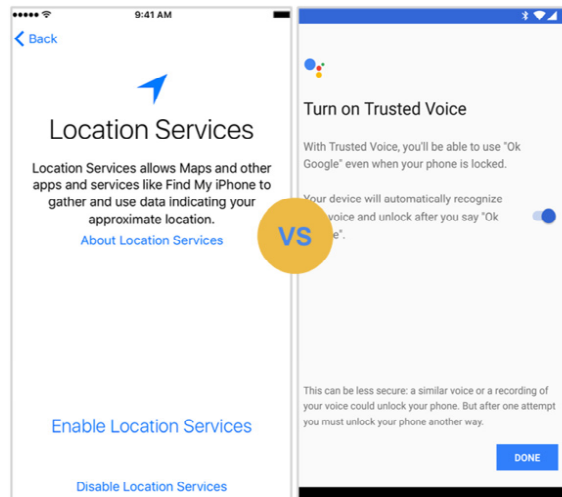 9:41 AM
Back
Location Services
Location Services allows Maps and other
apps and services like Find My iPhone to
gather and use data indicating your
approximate location.
About Location Services
Enable Location Services
Disable Location Services
VS
Turn on Trusted Voice
With Trusted Voice, you'll be able to use "Ok
Google" even when your phone is locked.
Your device will automatically recognize
voice and unlock after you say "Ok
e".
This can be less secure: a similar voice or a recording of
your voice could unlock your phone. But after one attempt
you must unlock your phone another way.
DONE